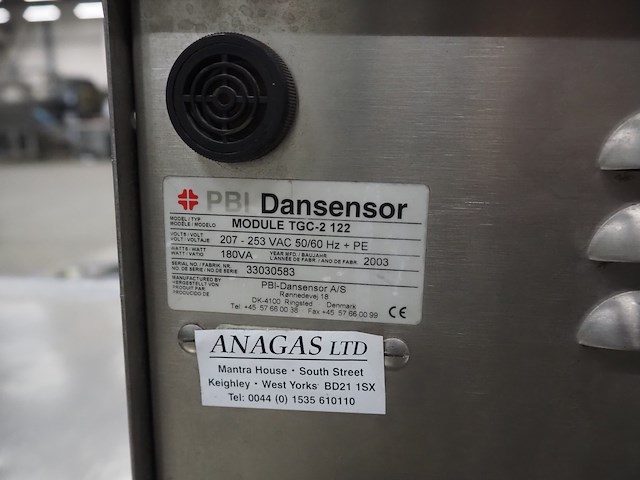 PBI Dansensor
MODEL / TYP
MODÈLE / MODELO MODULE TGC-2 122
VOLTS / VOLT
VOLT / VOLTAJE 207 - 253 VAC 50/60 Hz + PE
WATTS / WATT
WATT / VATIO 180VA YEAR MFD. / BAUJAHR
L'ANNÉE DE FABR. / ANO DE FABR. 2003
SERIAL NO. / FABRIK. NR.
NO. DE SERIE / NO. DE SERIE 33030583
MANUFACTURED BY
HERGESTELLT VON
PRODUIT PAR
PRODUCIDO DE
PBI-Dansensor A/S
Rønnedevej 18
DK-4100 Ringsted Denmark
Tel. +45 57 66 00 88 Fax +45 57 66 00 99 CE
ANAGAS LTD
Mantra House · South Street
Keighley · West Yorks BD21 1SX
Tel: 0044 (0) 1535 610110